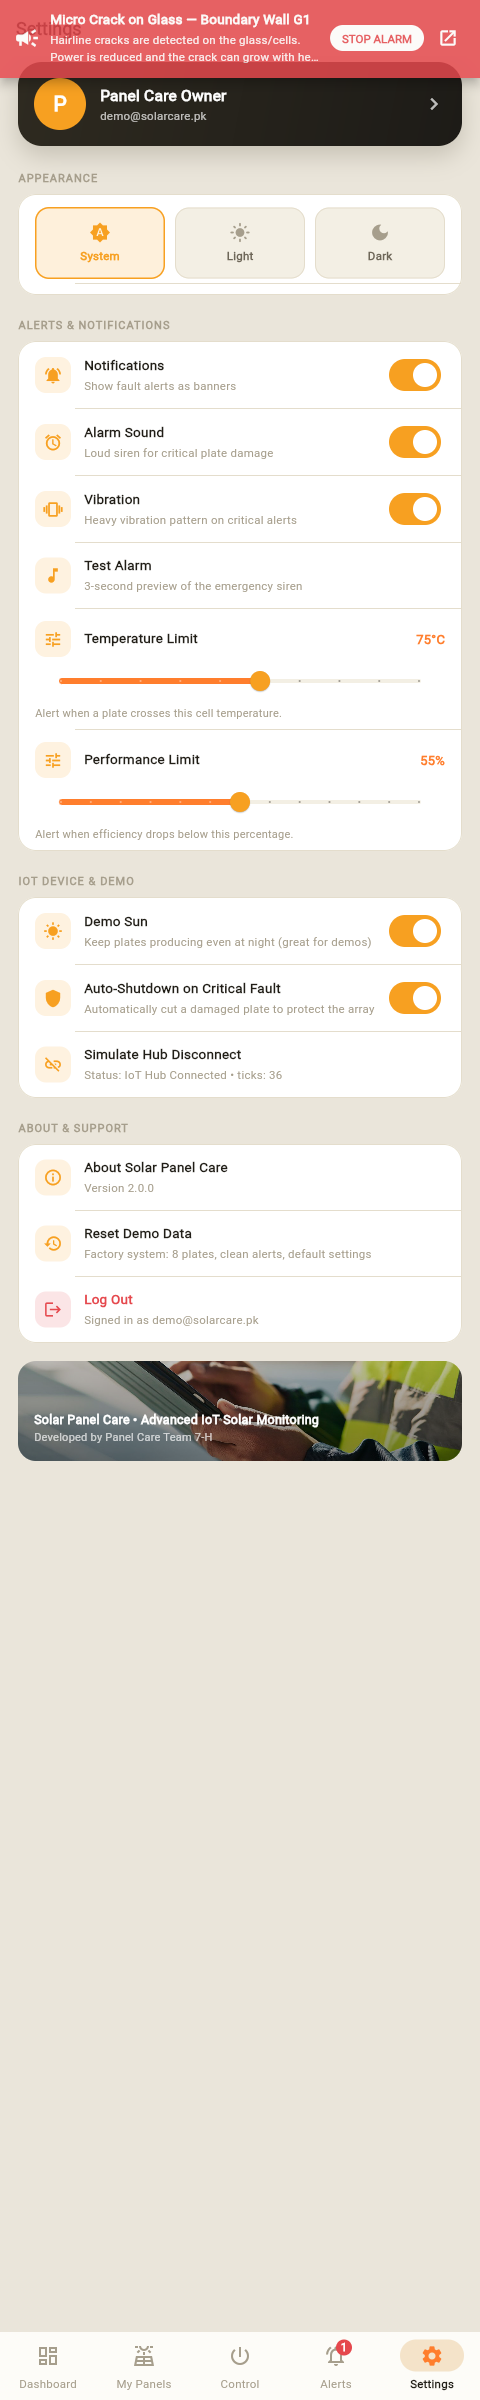 Settings
Micro Crack on Glass — Boundary Wall G1
Hairline cracks are detected on the glass/cells.
Power is reduced and the crack can grow with he...
STOP ALARM
P
Panel Care Owner
demo@solarcare.pk
APPEARANCE
System
Light
Dark
ALERTS & NOTIFICATIONS
Notifications
Show fault alerts as banners
Alarm Sound
Loud siren for critical plate damage
Vibration
Heavy vibration pattern on critical alerts
Test Alarm
3-second preview of the emergency siren
Temperature Limit
75°C
Alert when a plate crosses this cell temperature.
Performance Limit
55%
Alert when efficiency drops below this percentage.
IOT DEVICE & DEMO
Demo Sun
Keep plates producing even at night (great for demos)
Auto-Shutdown on Critical Fault
Automatically cut a damaged plate to protect the array
Simulate Hub Disconnect
Status: IoT Hub Connected • ticks: 36
ABOUT & SUPPORT
About Solar Panel Care
Version 2.0.0
Reset Demo Data
Factory system: 8 plates, clean alerts, default settings
Log Out
Signed in as demo@solarcare.pk
Solar Panel Care • Advanced IoT Solar Monitoring
Developed by Panel Care Team 7-H
1
Dashboard
My Panels
Control
Alerts
Settings